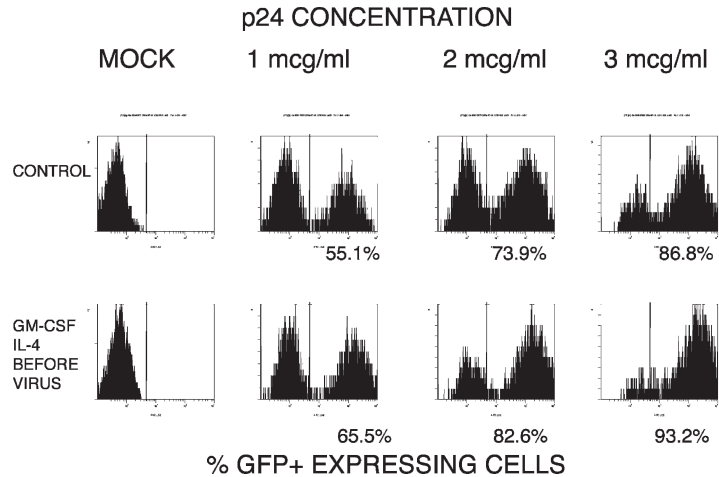 p24 CONCENTRATION
MOCK 1 mcg/ml 2 mcg/ml 3 mcg/ml
CONTROL
55.1% 73.9% 86.8%
GM-CSF
IL-4
BEFORE
VIRUS
65.5% 82.6% 93.2%
% GFP+ EXPRESSING CELLS